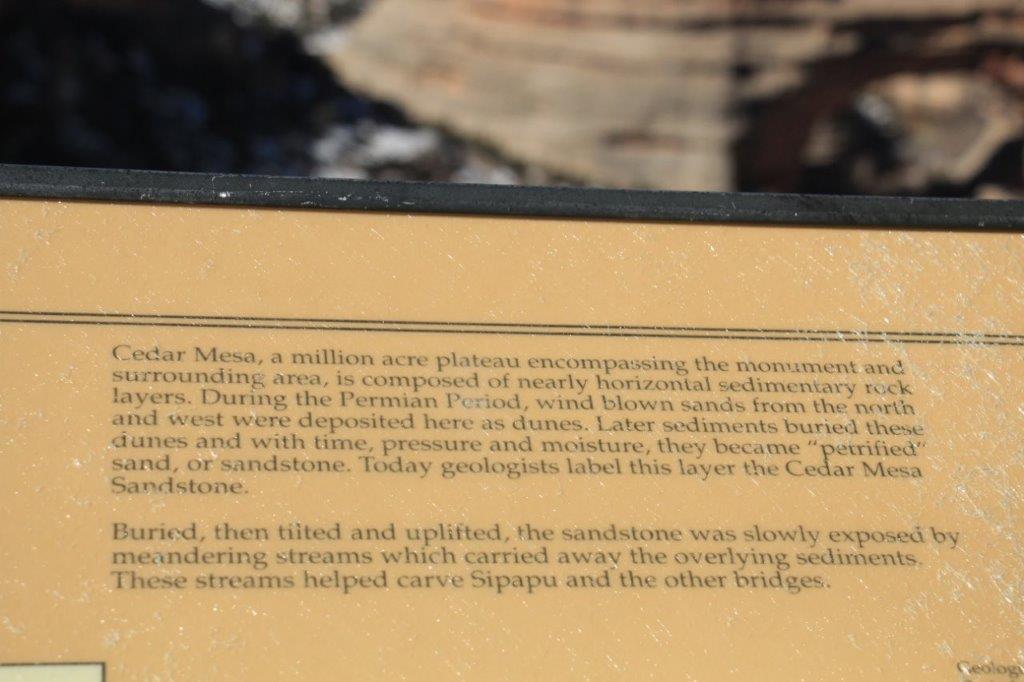 Cedar Mesa, a million acre plateau encompassing the monument and
surrounding area, is composed of nearly horizontal sedimentary rock
layers. During the Permian Period, wind blown sands from the north
and west were deposited here as dunes. Later sediments buried these
dunes and with time, pressure and moisture, they became "petrified"
sand, or sandstone. Today geologists label this layer the Cedar Mesa
Sandstone.
Buried, then tilted and uplifted, the sandstone was slowly exposed by
meandering streams which carried away the overlying sediments.
These streams helped carve Sipapu and the other bridges.